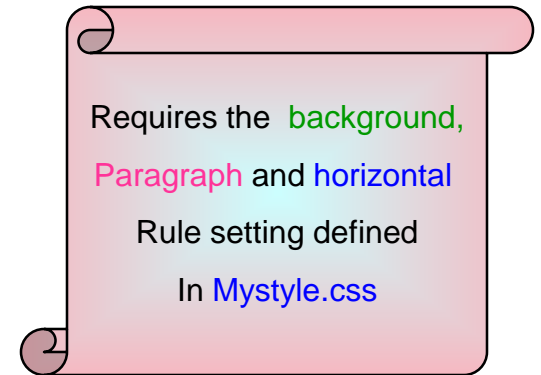 Requires the background,
Paragraph and horizontal
Rule setting defined
In Mystyle.css